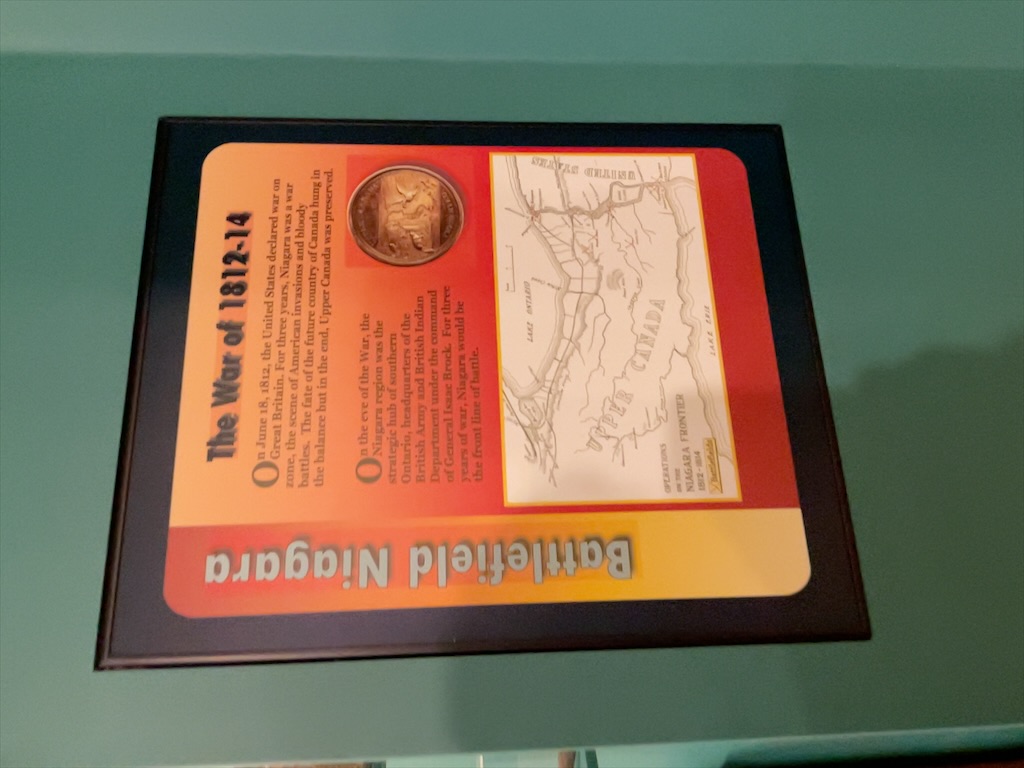 Battlefield Niagara
The War of 1812-14
On June 18, 1812, the United States declared war on
Great Britain. For three years, Niagara was a war
zone, the scene of American invasions and bloody
battles. The fate of the future country of Canada hung in
the balance but in the end, Upper Canada was preserved.
On the eve of the War, the
Niagara region was the
strategic hub of southern
Ontario, headquarters of the
British Army and British Indian
Department under the command
of General Isaac Brock. For three
years of war, Niagara would be
the front line of battle.
UNITED STATES
LAKE ONTARIO
UPPER CANADA
LAKE ERIE
OPERATIONS
ON THE
NIAGARA FRONTIER
1812-1814